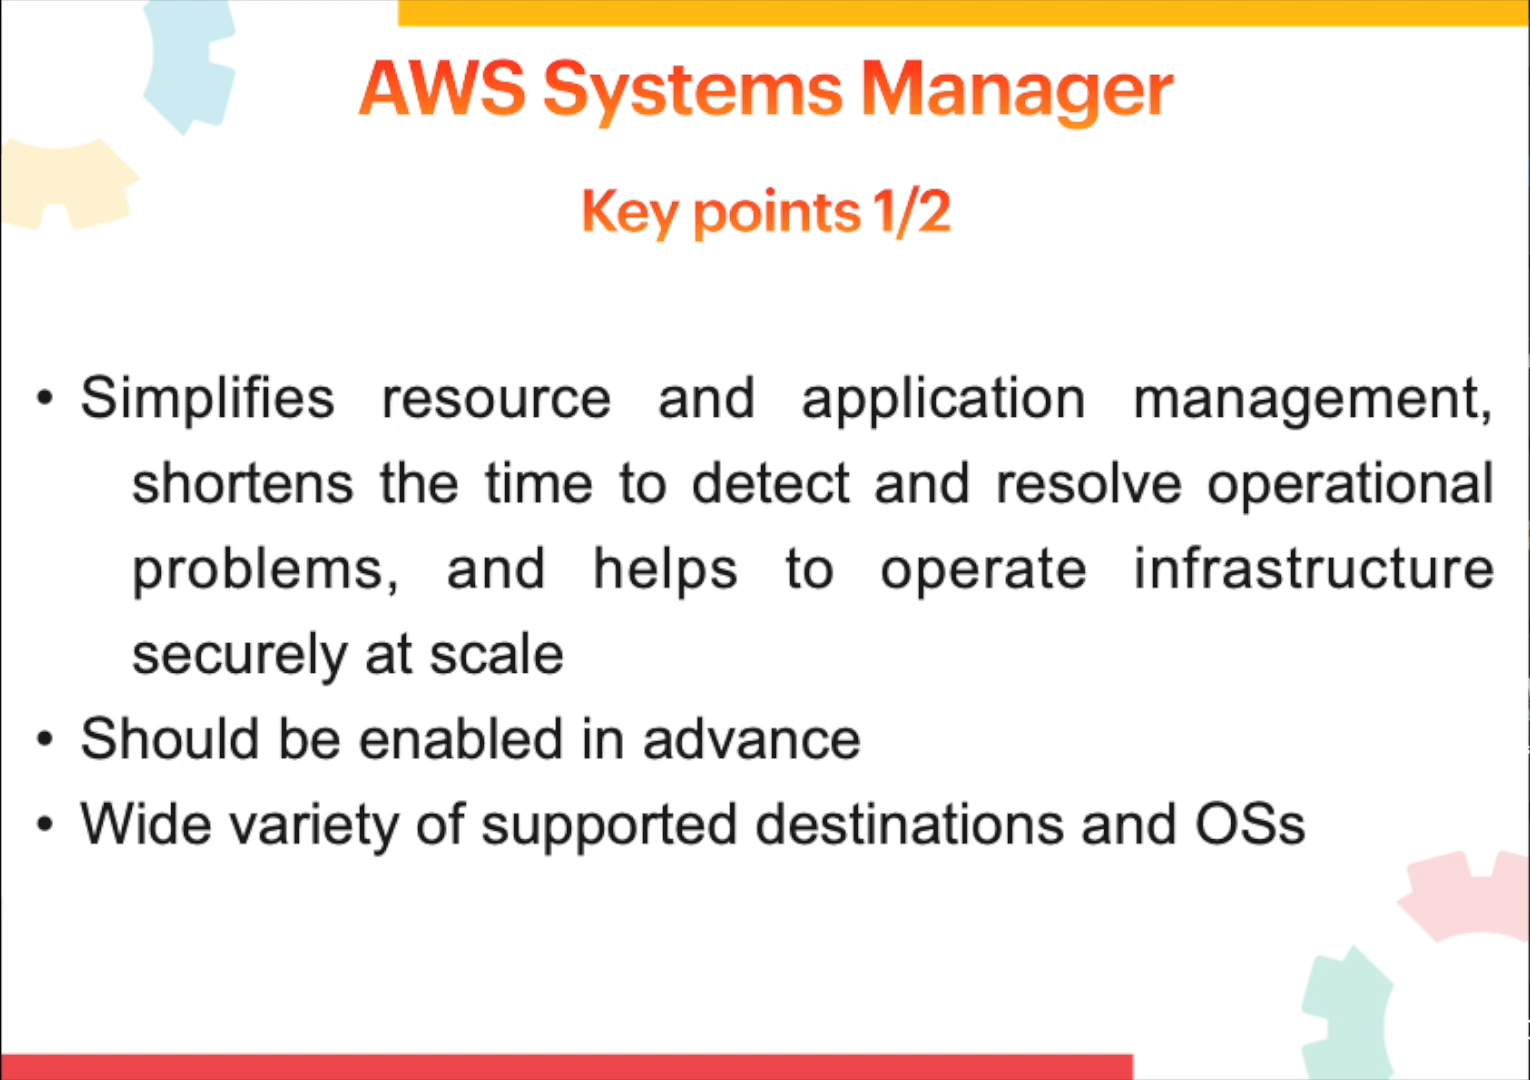 AWS Systems Manager
Key points 1/2
• Simplifies resource and application management,
shortens the time to detect and resolve operational
problems, and helps to operate infrastructure
securely at scale
• Should be enabled in advance
• Wide variety of supported destinations and OSs